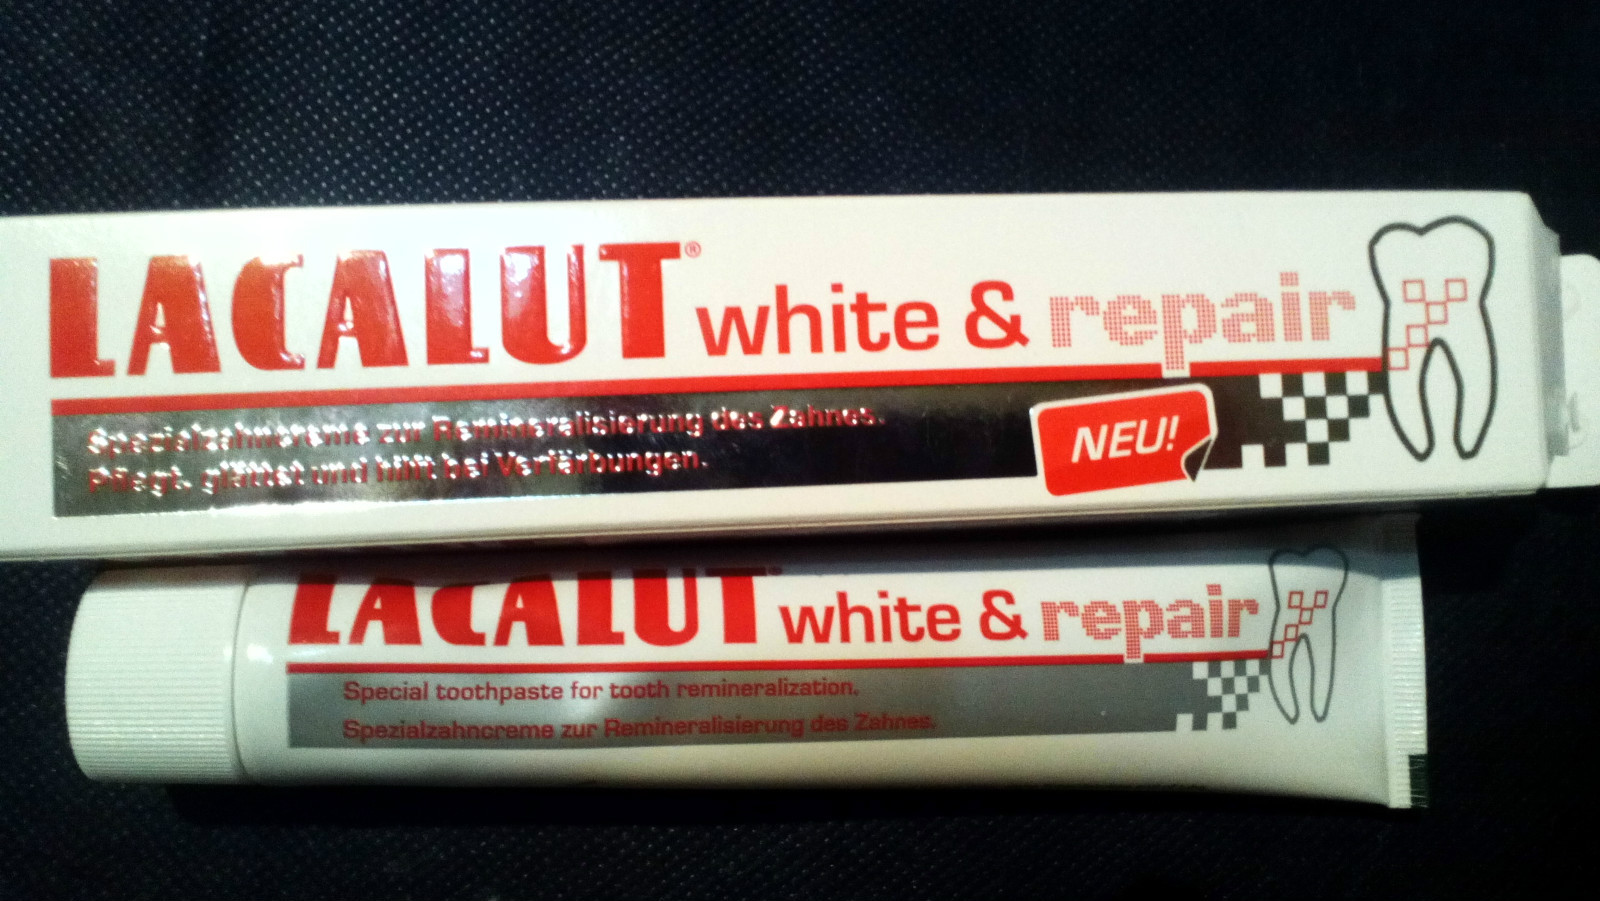 LACALUT® white & repair
Spezialzahncreme zur Remineralisierung des Zahnes.
Pflegt, glättet und hilft bei Verfärbungen.
NEU!
LACALUT® white & repair
Special toothpaste for tooth remineralization.
Spezialzahncreme zur Remineralisierung des Zahnes.